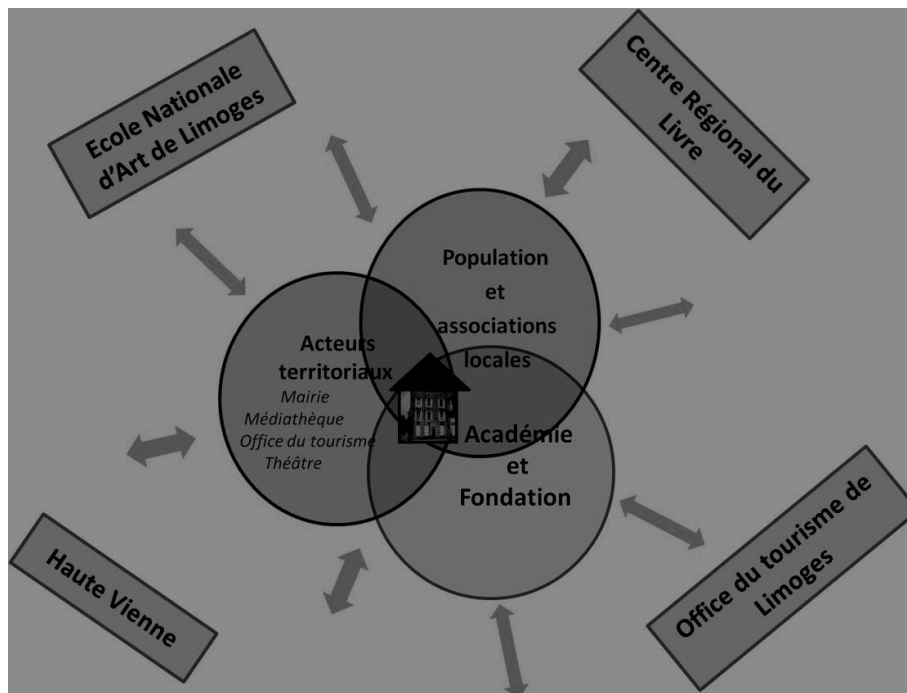 Ecole Nationale
d'Art de Limoges
Centre Régional du
Livre
Population
et
associations
locales
Acteurs
territoriaux
Mairie
Médiathèque
Office du tourisme
Théâtre
Académie
et
Fondation
Haute Vienne
Office du tourisme de
Limoges